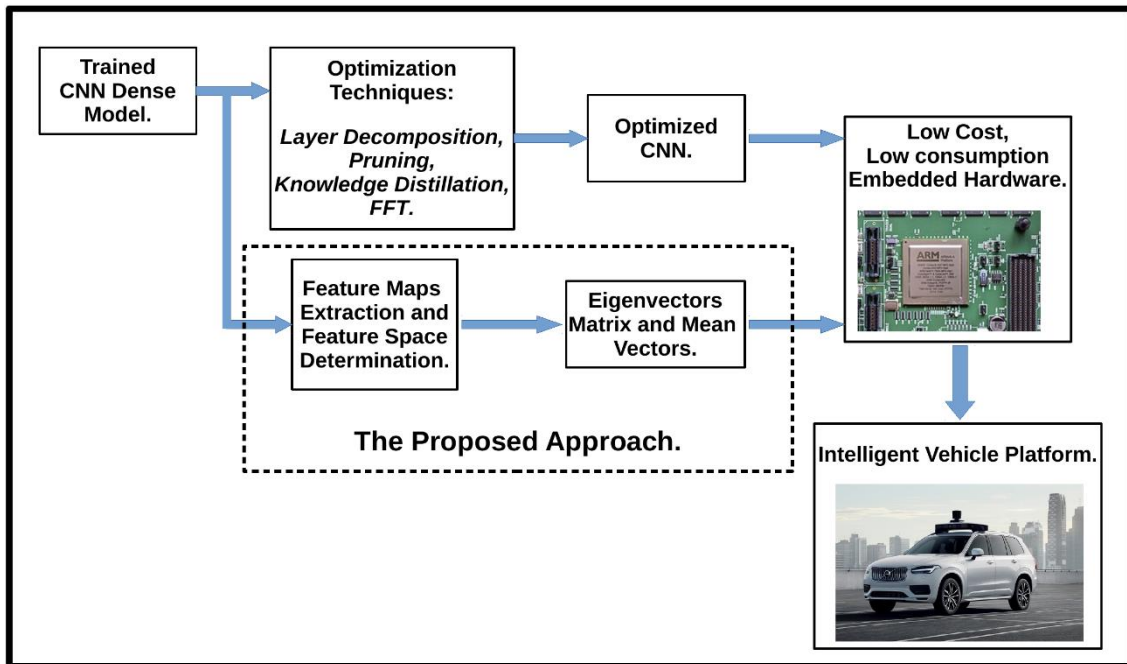 Trained
CNN Dense
Model.
Optimization
Techniques:
Layer Decomposition,
Pruning,
Knowledge Distillation,
FFT.
Optimized
CNN.
Low Cost,
Low consumption
Embedded Hardware.
ARM
Feature Maps
Extraction and
Feature Space
Determination.
Eigenvectors
Matrix and Mean
Vectors.
The Proposed Approach.
Intelligent Vehicle Platform.